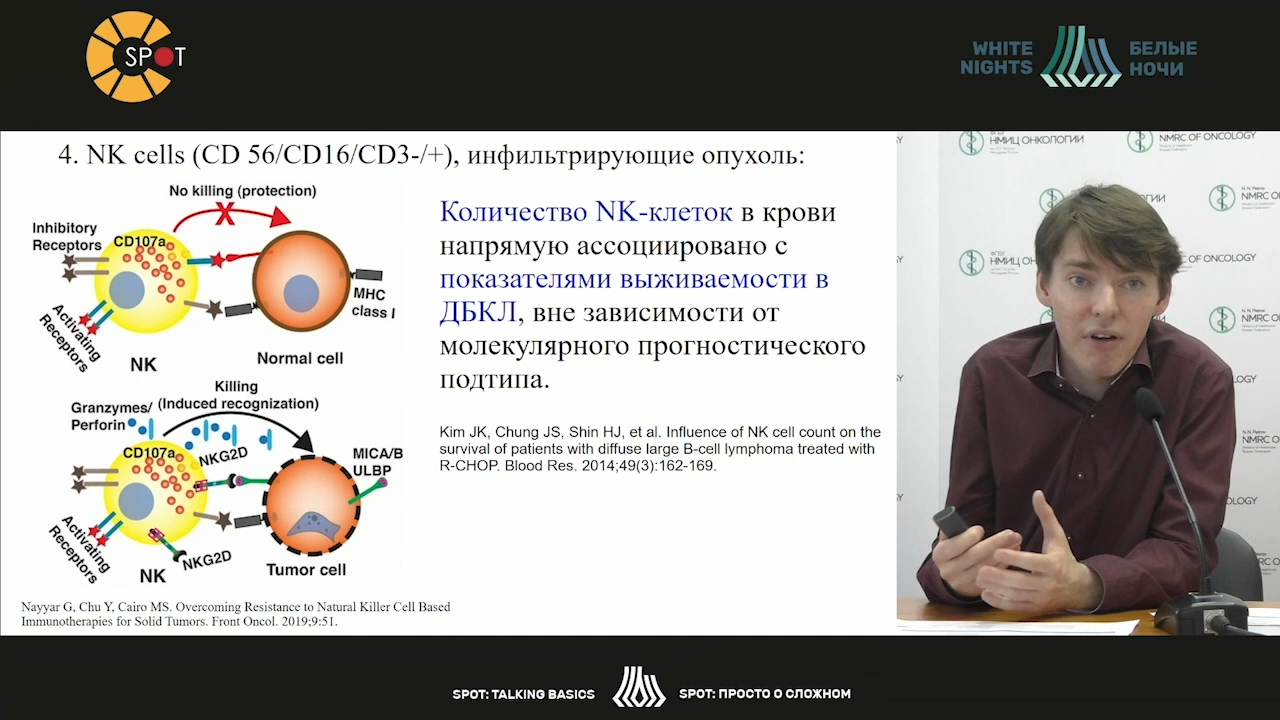 SPOT
WHITE
NIGHTS
БЕЛЫЕ
НОЧИ
4. NK cells (CD 56/CD16/CD3-/+), инфильтрирующие опухоль:
No killing (protection)
Inhibitory
Receptors
CD107a
MHC
class I
Activating
Receptors
NK
Normal cell
Killing
(Induced recognization)
Granzymes/
Perforin
CD107a
NKG2D
MICA/B
ULBP
Activating
Receptors
NKG2D
NK
Tumor cell
Количество NK-клеток в крови
напрямую ассоциировано с
показателями выживаемости в
ДБКЛ, вне зависимости от
молекулярного прогностического
подтипа.
Kim JK, Chung JS, Shin HJ, et al. Influence of NK cell count on the
survival of patients with diffuse large B-cell lymphoma treated with
R-CHOP. Blood Res. 2014;49(3):162-169.
Nayyar G, Chu Y, Cairo MS. Overcoming Resistance to Natural Killer Cell Based
Immunotherapies for Solid Tumors. Front Oncol. 2019;9:51.
ФГБУ
НМИЦ ОНКОЛОГИИ
NMRC OF ONCOLOGY
NMRC OF ONCOLOGY
SPOT: TALKING BASICS
SPOT: ПРОСТО О СЛОЖНОМ